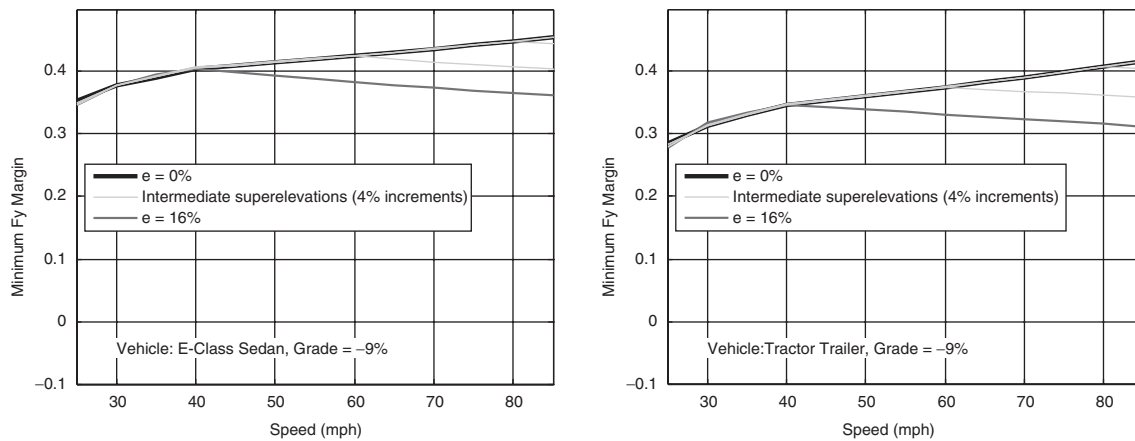 Minimum Fy Margin
0.4
0.3
0.2
0.1
0
−0.1
e = 0%
Intermediate superelevations (4% increments)
e = 16%
Vehicle: E-Class Sedan, Grade = −9%
30 40 50 60 70 80
Speed (mph)
Minimum Fy Margin
0.4
0.3
0.2
0.1
0
−0.1
e = 0%
Intermediate superelevations (4% increments)
e = 16%
Vehicle:Tractor Trailer, Grade = −9%
30 40 50 60 70 80
Speed (mph)